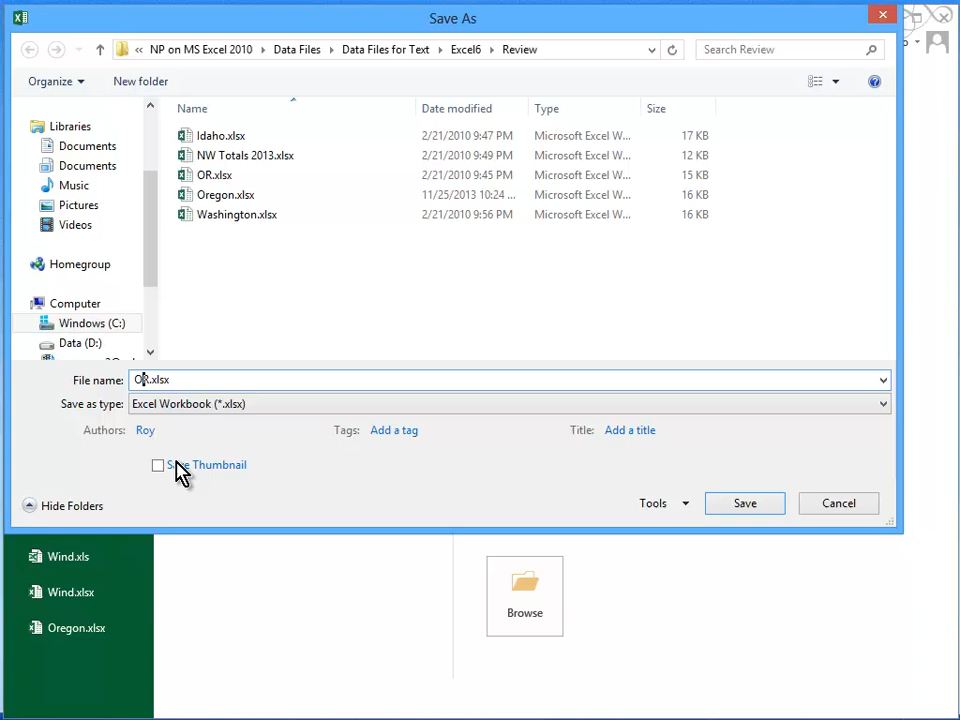 Save As
« NP on MS Excel 2010 Data Files Data Files for Text Excel6 Review
Search Review
Organize New folder
Name Date modified Type Size
Libraries
Documents
Documents
Music
Pictures
Videos
Homegroup
Computer
Windows (C:)
Data (D:)
Idaho.xlsx 2/21/2010 9:47 PM Microsoft Excel W... 17 KB
NW Totals 2013.xlsx 2/21/2010 9:49 PM Microsoft Excel W... 12 KB
OR.xlsx 2/21/2010 9:45 PM Microsoft Excel W... 15 KB
Oregon.xlsx 11/25/2013 10:24 ... Microsoft Excel W... 16 KB
Washington.xlsx 2/21/2010 9:56 PM Microsoft Excel W... 16 KB
File name: OR.xlsx
Save as type: Excel Workbook (*.xlsx)
Authors: Roy Tags: Add a tag Title: Add a title
Save Thumbnail
Hide Folders Tools Save Cancel
Wind.xls
Wind.xlsx
Oregon.xlsx
Browse